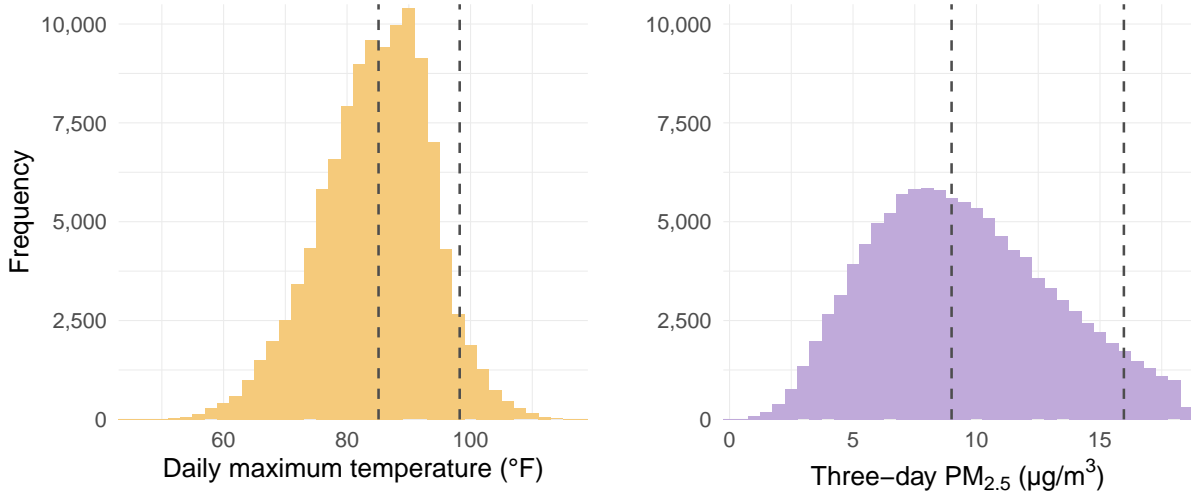 Frequency
10,000
7,500
5,000
2,500
0
60 80 100
Daily maximum temperature (°F)
10,000
7,500
5,000
2,500
0
0 5 10 15
Three−day PM2.5 (µg/m3)